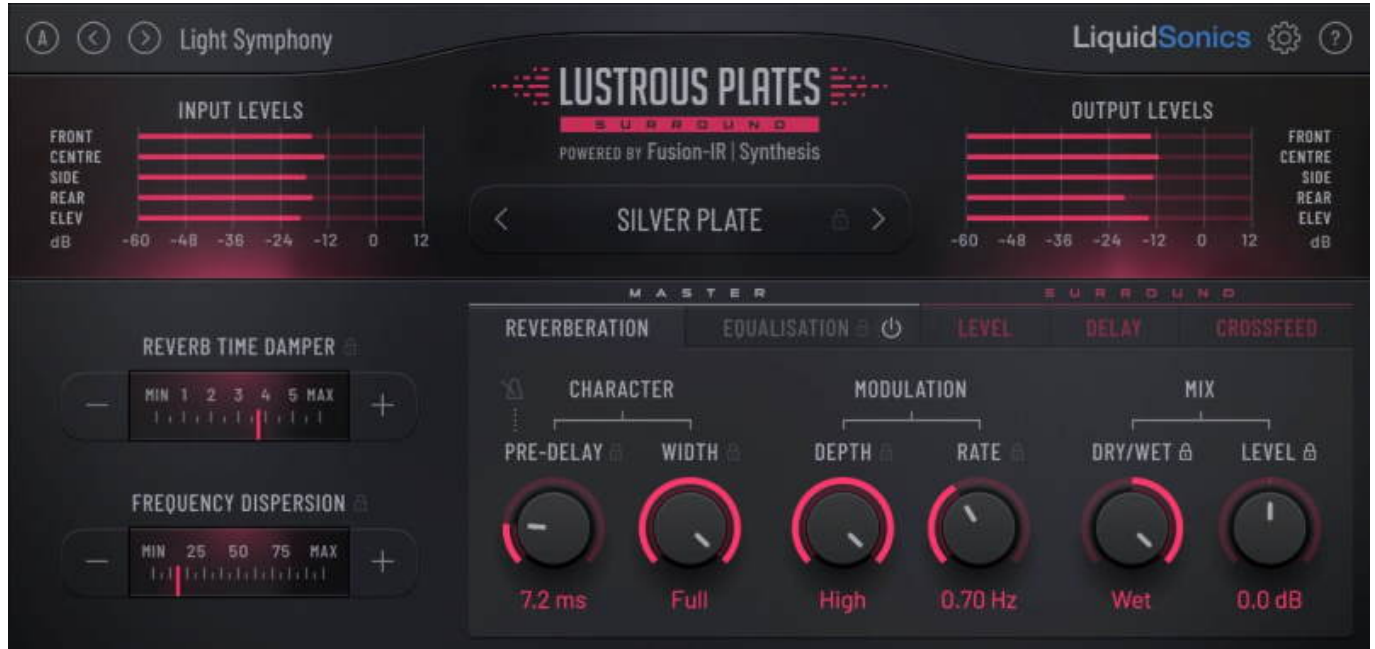 A Light Symphony
LiquidSonics ?
LUSTROUS PLATES
SURROUND
POWERED BY Fusion-IR | Synthesis
INPUT LEVELS
FRONT
CENTRE
SIDE
REAR
ELEV
dB -60 -48 -36 -24 -12 0 12
SILVER PLATE
OUTPUT LEVELS
FRONT
CENTRE
SIDE
REAR
ELEV
-60 -48 -36 -24 -12 0 12 dB
REVERB TIME DAMPER
MIN 1 2 3 4 5 MAX
FREQUENCY DISPERSION
MIN 25 50 75 MAX
MASTER SURROUND
REVERBERATION EQUALISATION LEVEL DELAY CROSSFEED
CHARACTER MODULATION MIX
PRE-DELAY WIDTH DEPTH RATE DRY/WET LEVEL
7.2 ms Full High 0.70 Hz Wet 0.0 dB